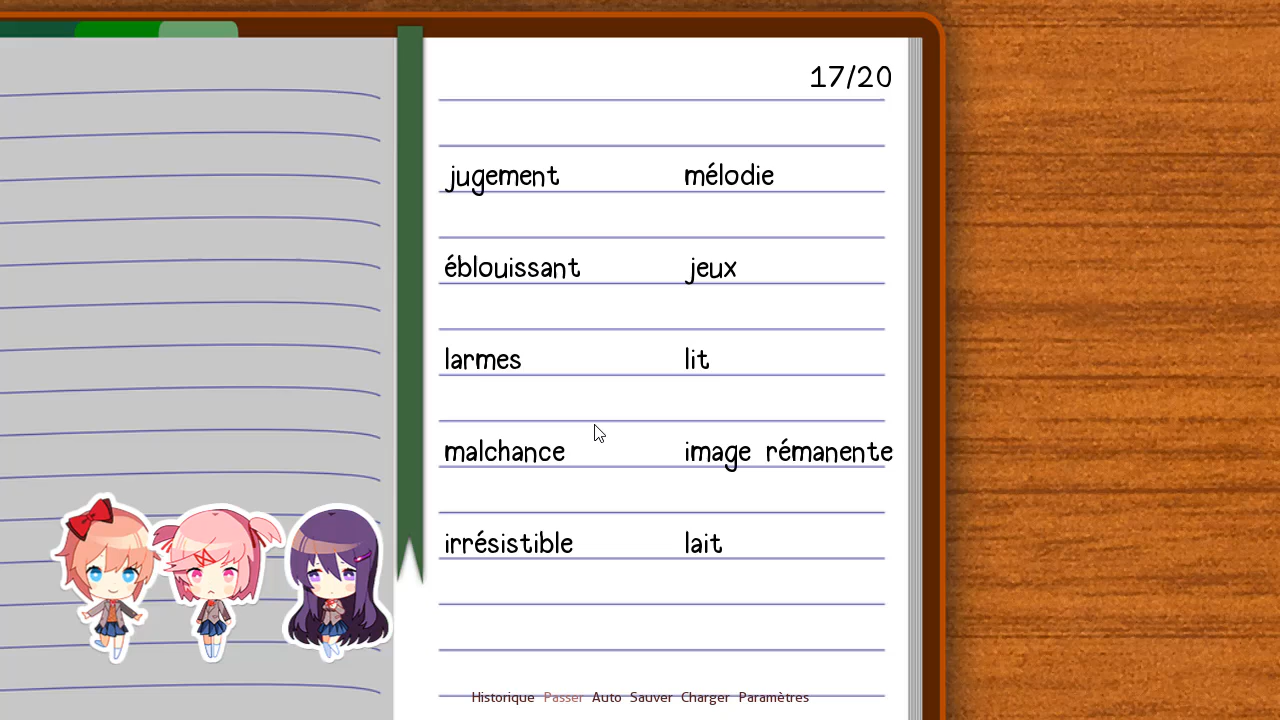 17/20
jugement mélodie
éblouissant jeux
larmes lit
malchance image rémanente
irrésistible lait
Historique Passer Auto Sauver Charger Paramètres